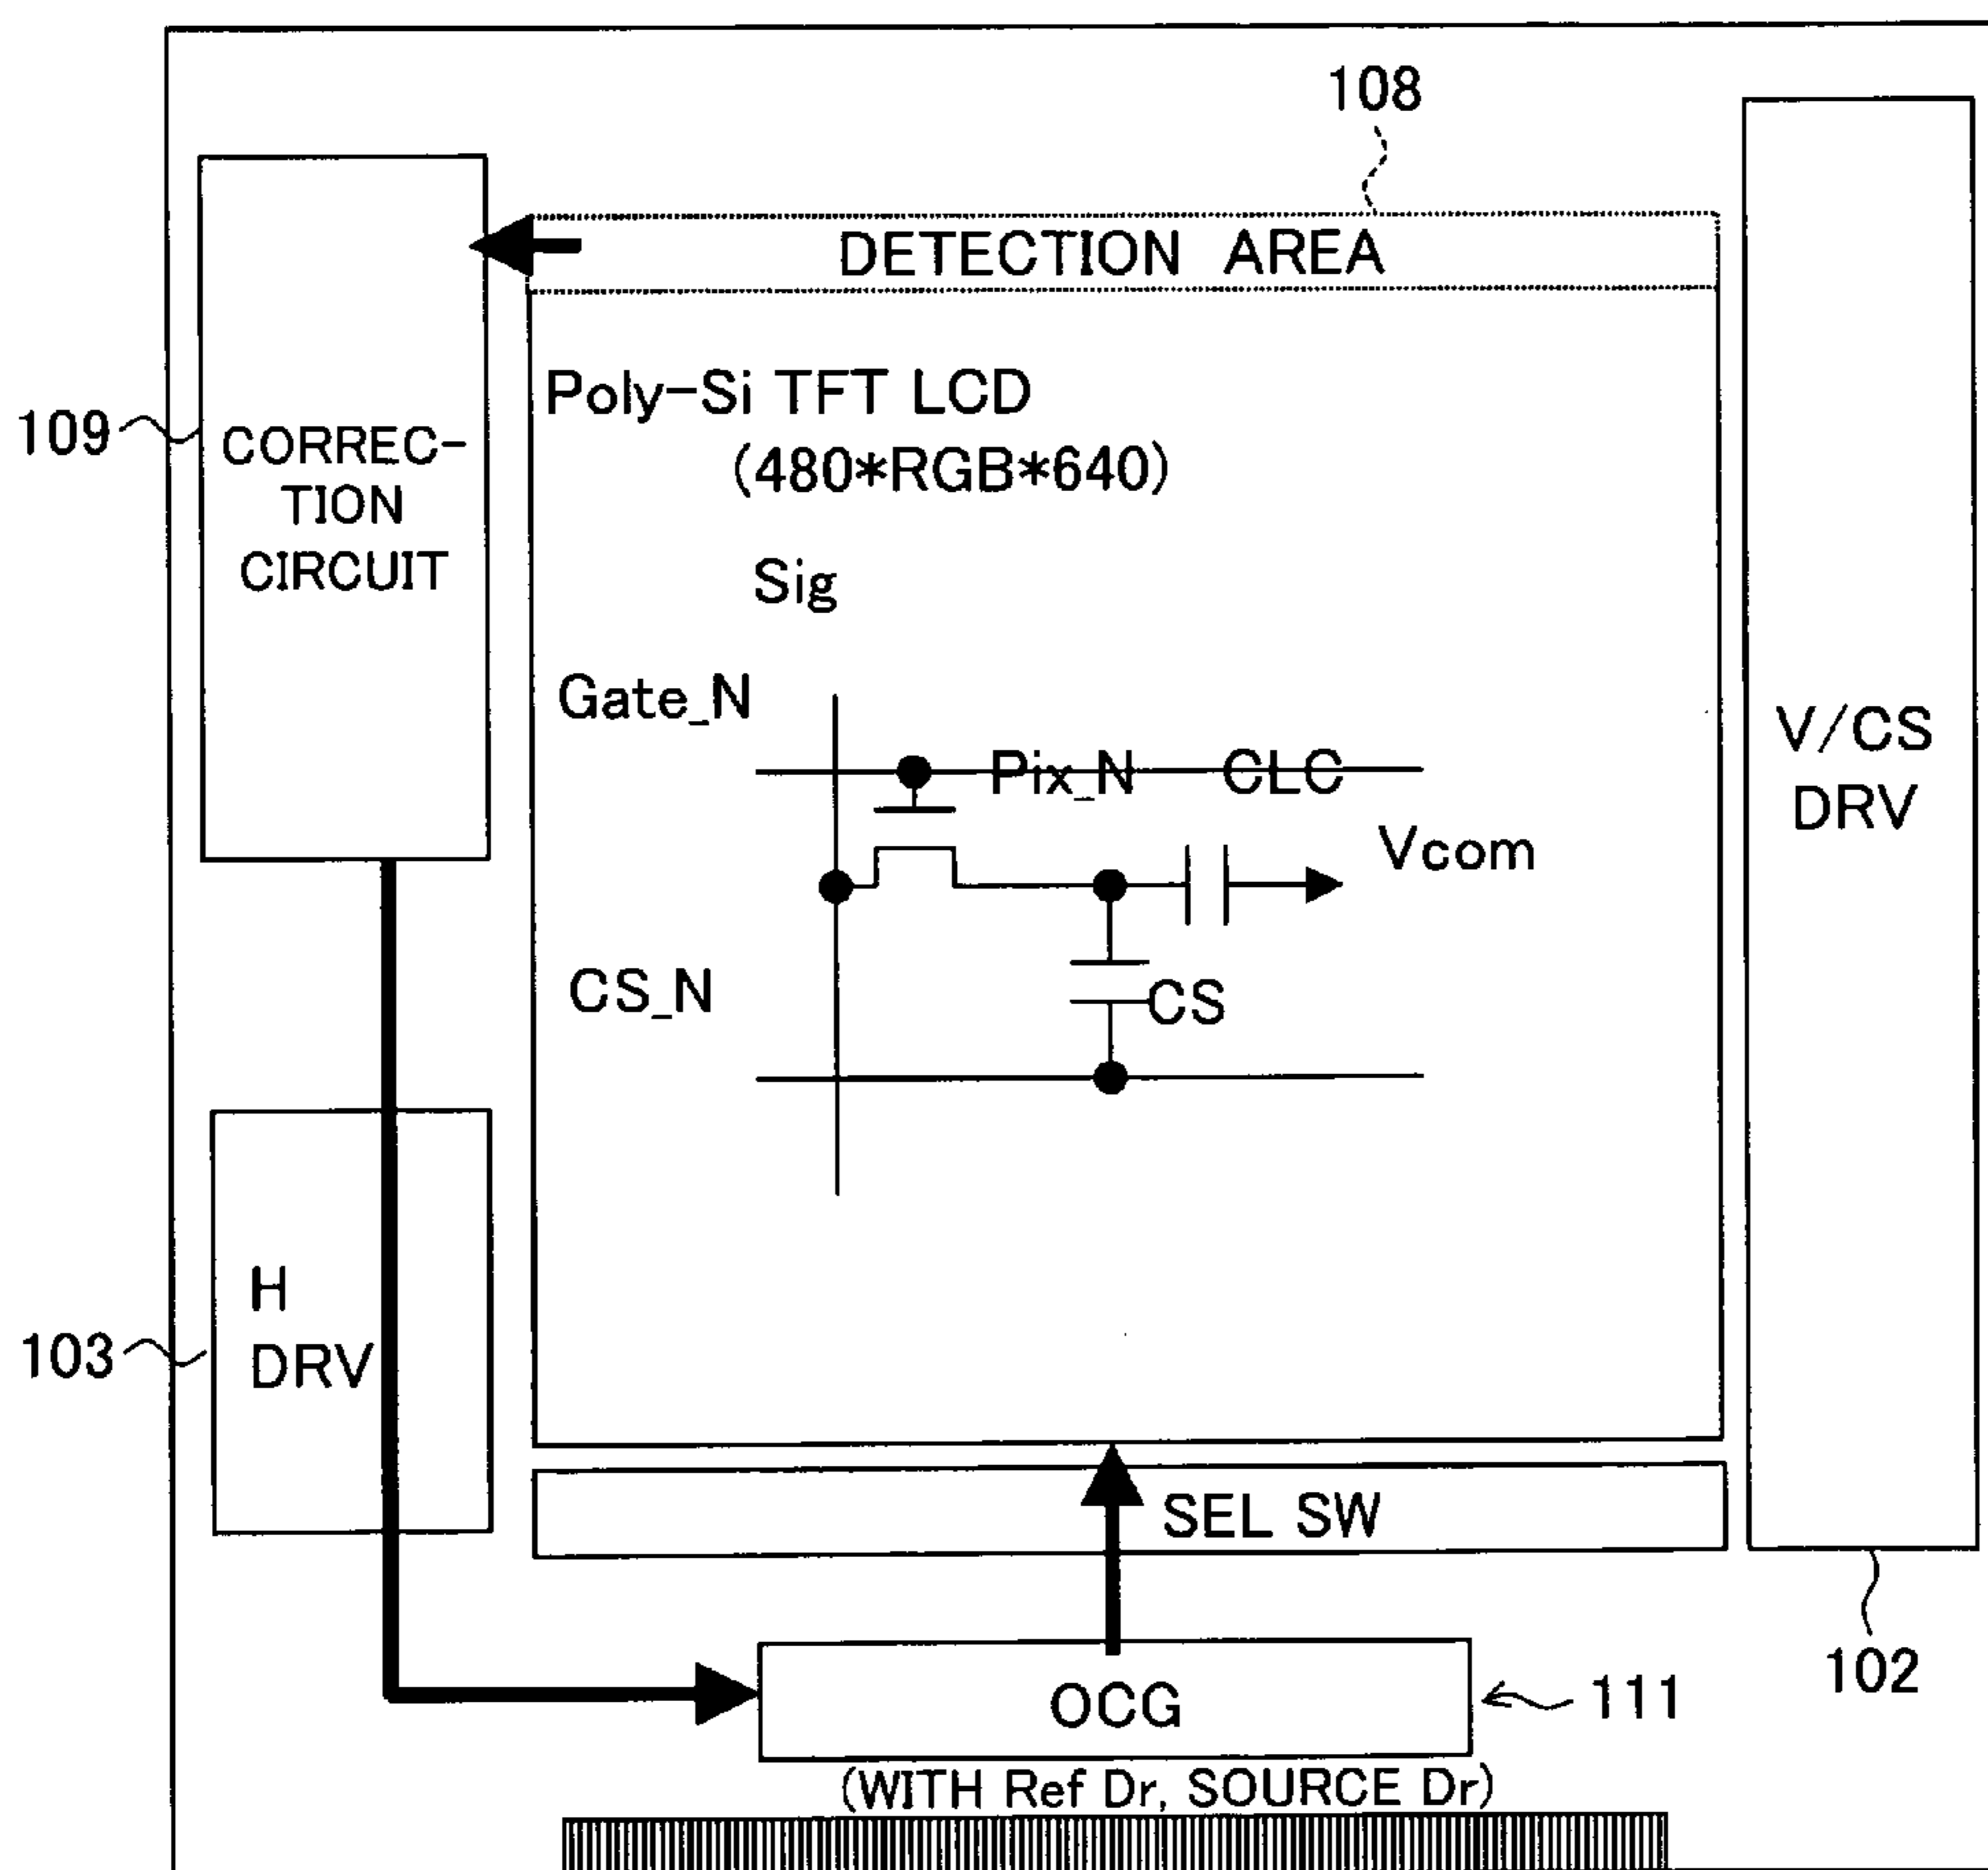 108
DETECTION AREA
Poly-Si TFT LCD
(480*RGB*640)
109
CORREC-
TION
CIRCUIT
Sig
Gate_N
Pix_N
CLC
V/CS
DRV
Vcom
CS_N
CS
H
DRV
103
SEL SW
102
OCG
111
(WITH Ref Dr, SOURCE Dr)